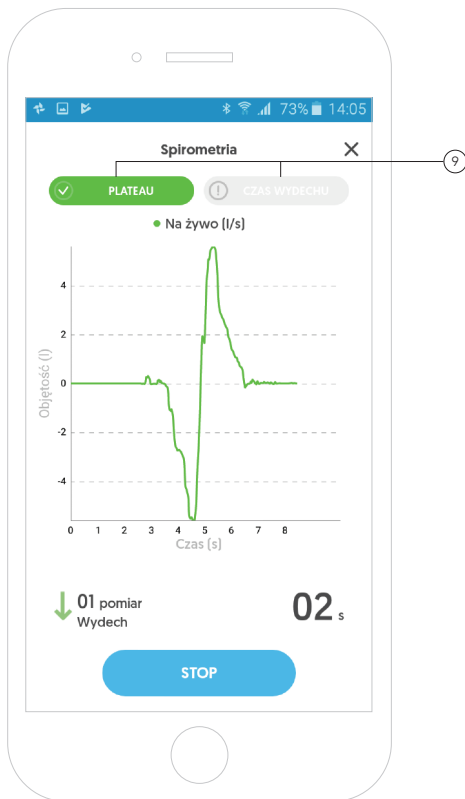 73% 14:05
Spirometria
9
PLATEAU
CZAS WYDECHU
Na żywo (l/s)
4
2
0
-2
-4
Objętość (l)
0 1 2 3 4 5 6 7 8
Czas (s)
01 pomiar
Wydech
02 s
STOP